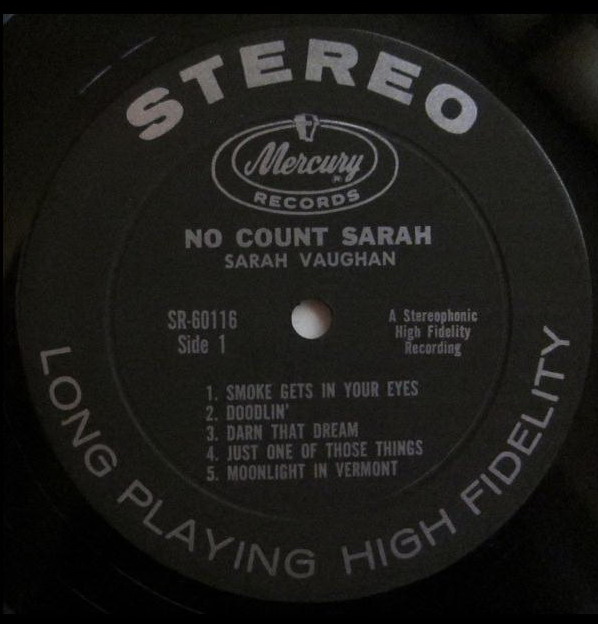 STEREO
Mercury
RECORDS
NO COUNT SARAH
SARAH VAUGHAN
SR-60116
Side 1
A Stereophonic
High Fidelity
Recording
1. SMOKE GETS IN YOUR EYES
2. DOODLIN'
3. DARN THAT DREAM
4. JUST ONE OF THOSE THINGS
5. MOONLIGHT IN VERMONT
LONG PLAYING HIGH FIDELITY